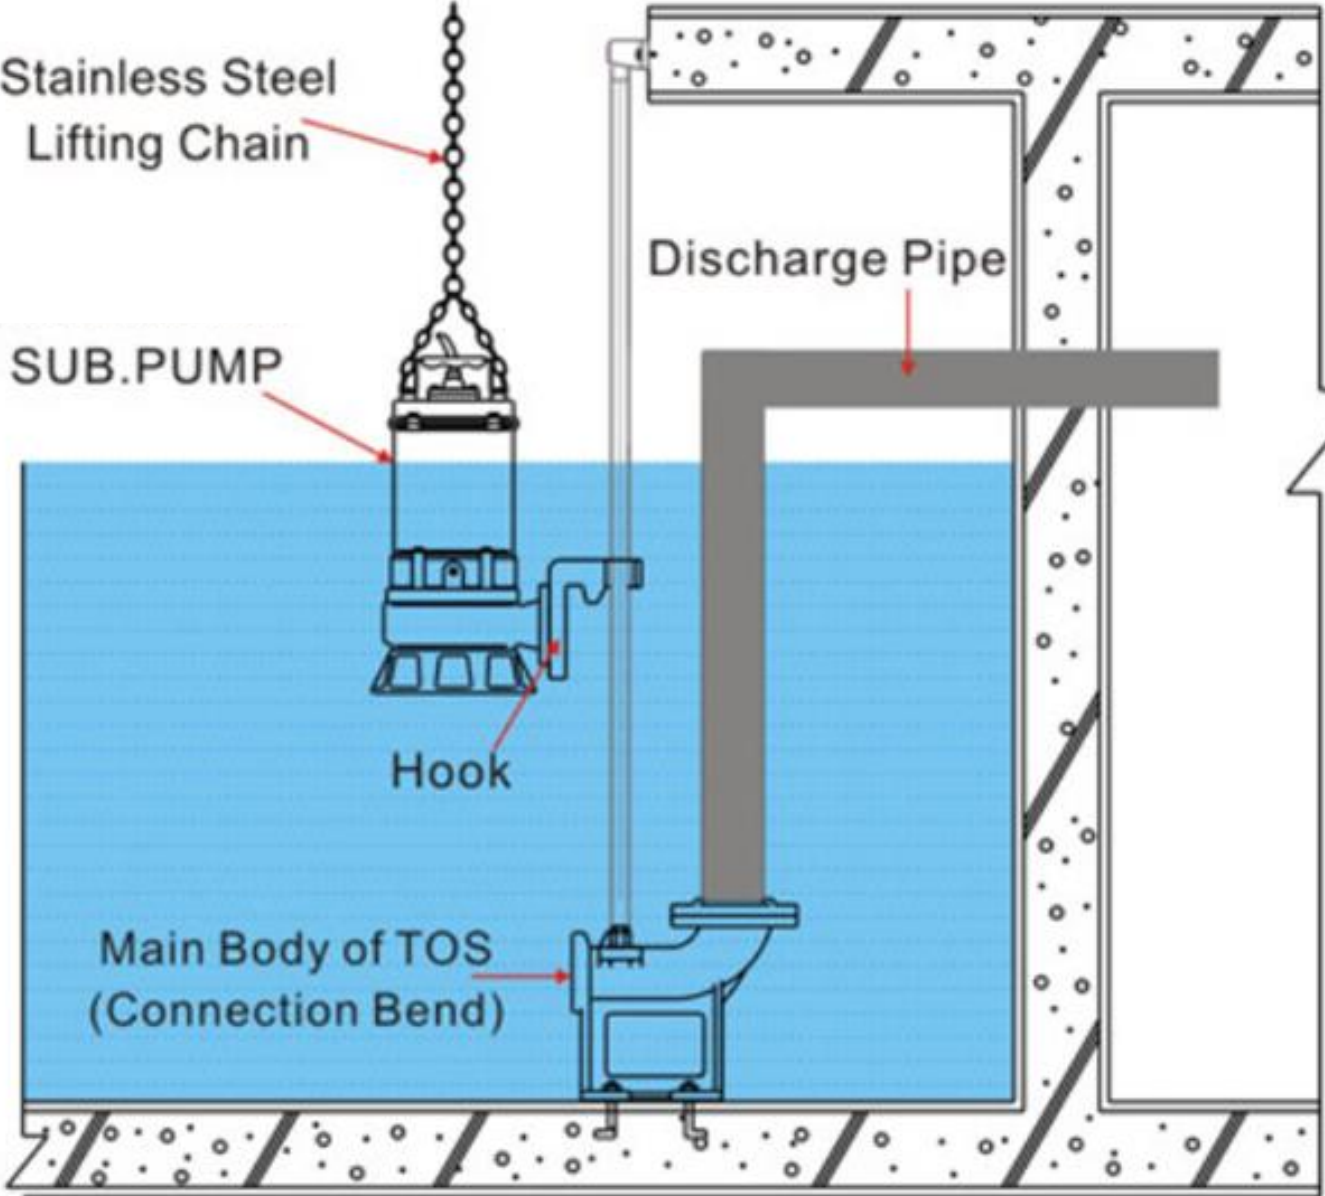 Stainless Steel
Lifting Chain
Discharge Pipe
SUB.PUMP
Hook
Main Body of TOS
(Connection Bend)